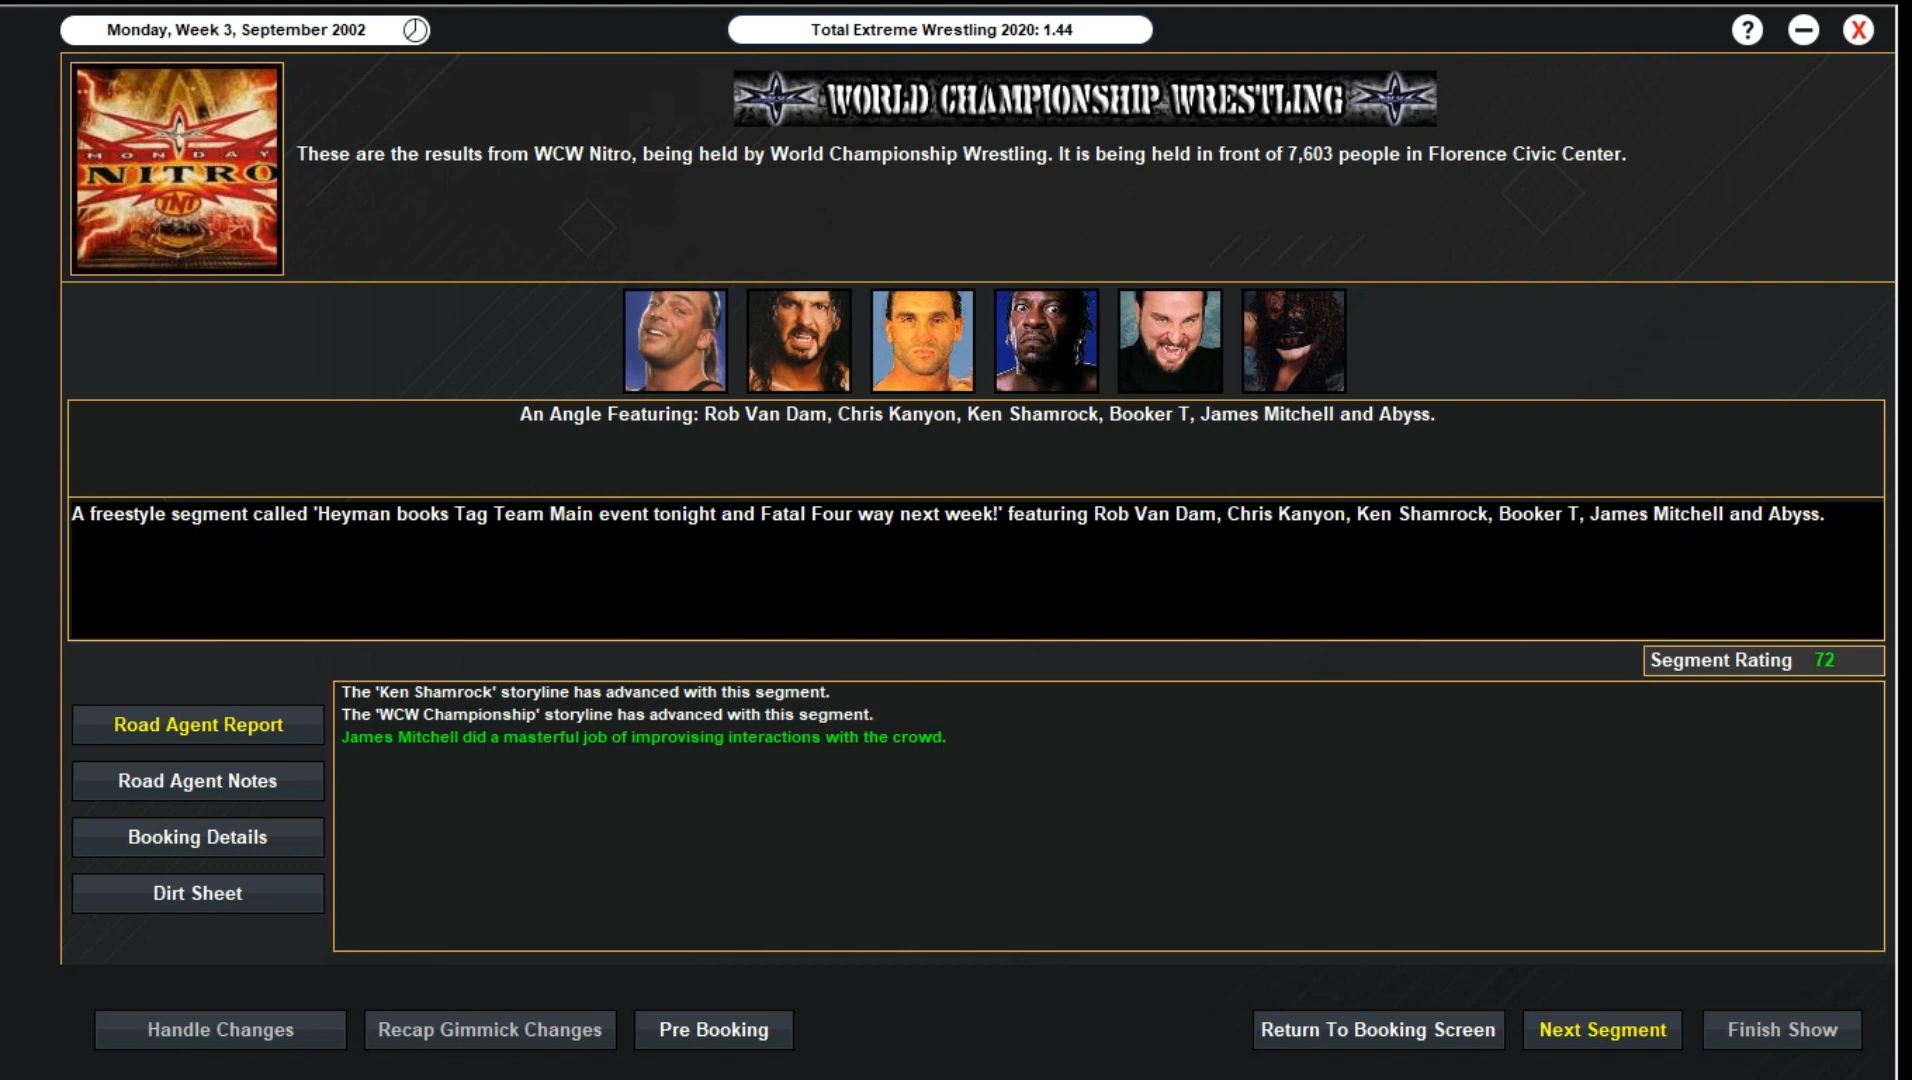 Monday, Week 3, September 2002
Total Extreme Wrestling 2020: 1.44
?
X
WORLD CHAMPIONSHIP WRESTLING
MONDAY
NITRO
TNT
These are the results from WCW Nitro, being held by World Championship Wrestling. It is being held in front of 7,603 people in Florence Civic Center.
An Angle Featuring: Rob Van Dam, Chris Kanyon, Ken Shamrock, Booker T, James Mitchell and Abyss.
A freestyle segment called 'Heyman books Tag Team Main event tonight and Fatal Four way next week!' featuring Rob Van Dam, Chris Kanyon, Ken Shamrock, Booker T, James Mitchell and Abyss.
Segment Rating 72
The 'Ken Shamrock' storyline has advanced with this segment.
The 'WCW Championship' storyline has advanced with this segment.
James Mitchell did a masterful job of improvising interactions with the crowd.
Road Agent Report
Road Agent Notes
Booking Details
Dirt Sheet
Handle Changes
Recap Gimmick Changes
Pre Booking
Return To Booking Screen
Next Segment
Finish Show